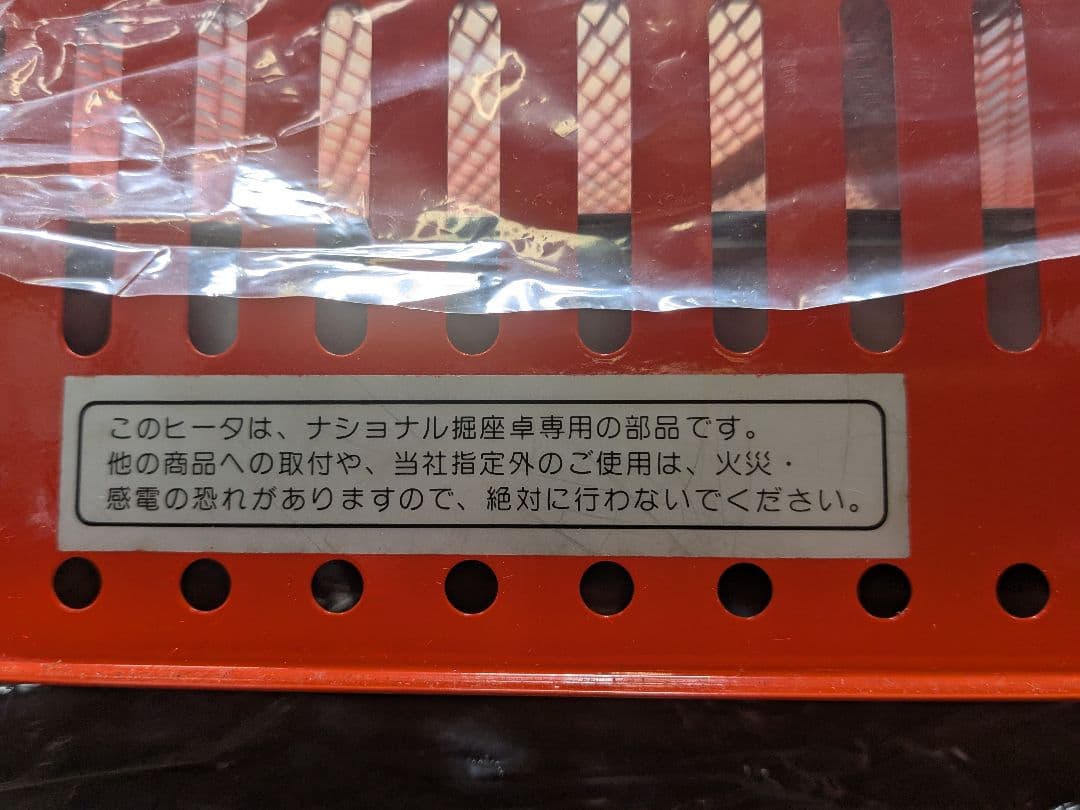 このヒータは、ナショナル掘座卓専用の部品です。
他の商品への取付や、当社指定外のご使用は、火災・
感電の恐れがありますので、絶対に行わないでください。